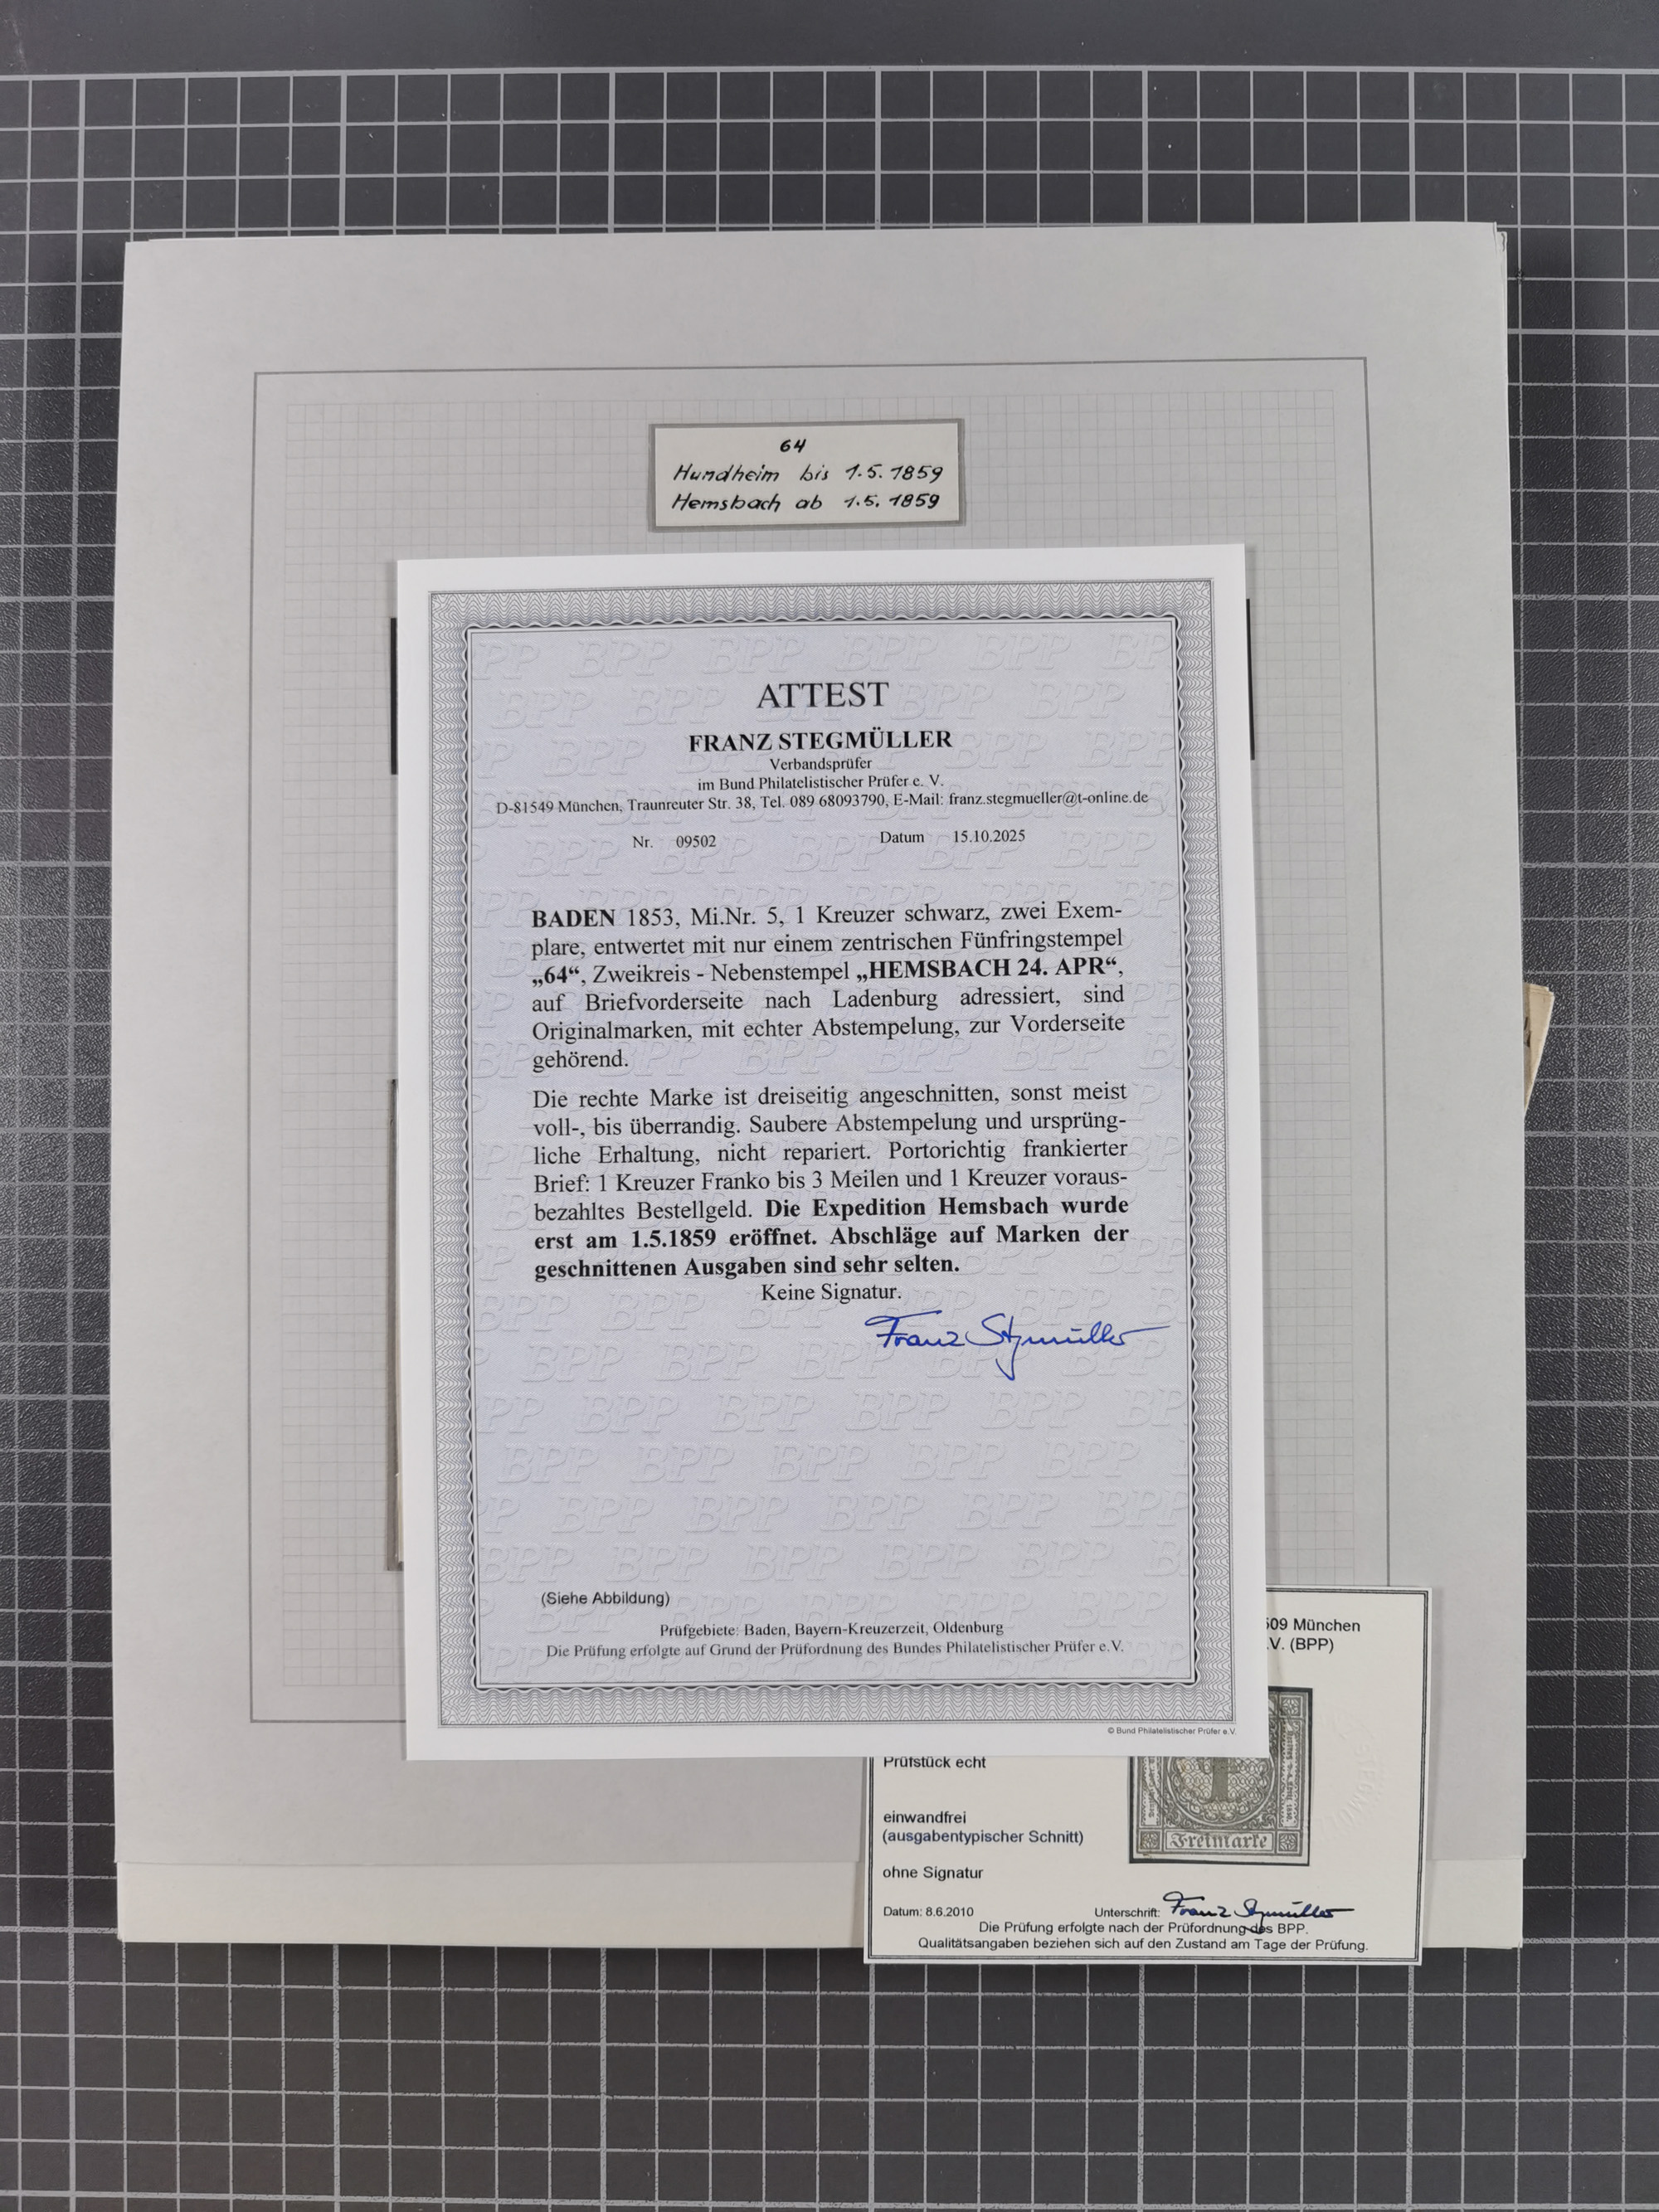 64
Hundheim bis 1.5.1859
Hemsbach ab 1.5.1859
ATTEST
FRANZ STEGMÜLLER
Verbandsprüfer
im Bund Philatelistischer Prüfer e. V.
D-81549 München, Traunreuter Str. 38, Tel. 089 68093790, E-Mail: franz.stegmueller@t-online.de
Nr. 09502 Datum 15.10.2025
BADEN 1853, Mi.Nr. 5, 1 Kreuzer schwarz, zwei Exem-
plare, entwertet mit nur einem zentrischen Fünfringstempel
„64“, Zweikreis - Nebenstempel „HEMSBACH 24. APR“,
auf Briefvorderseite nach Ladenburg adressiert, sind
Originalmarken, mit echter Abstempelung, zur Vorderseite
gehörend.
Die rechte Marke ist dreiseitig angeschnitten, sonst meist
voll-, bis überrandig. Saubere Abstempelung und ursprüng-
liche Erhaltung, nicht repariert. Portorichtig frankierter
Brief: 1 Kreuzer Franko bis 3 Meilen und 1 Kreuzer voraus-
bezahltes Bestellgeld. Die Expedition Hemsbach wurde
erst am 1.5.1859 eröffnet. Abschläge auf Marken der
geschnittenen Ausgaben sind sehr selten.
Keine Signatur.
Franz Stegmüller
(Siehe Abbildung)
Prüfgebiete: Baden, Bayern-Kreuzerzeit, Oldenburg
Die Prüfung erfolgte auf Grund der Prüfordnung des Bundes Philatelistischer Prüfer e.V.
© Bund Philatelistischer Prüfer e.V.
509 München
.V. (BPP)
Prüfstück echt
einwandfrei
(ausgabentypischer Schnitt)
ohne Signatur
1
Freimarke
Datum: 8.6.2010 Unterschrift: Franz Stegmüller
Die Prüfung erfolgte nach der Prüfordnung des BPP.
Qualitätsangaben beziehen sich auf den Zustand am Tage der Prüfung.